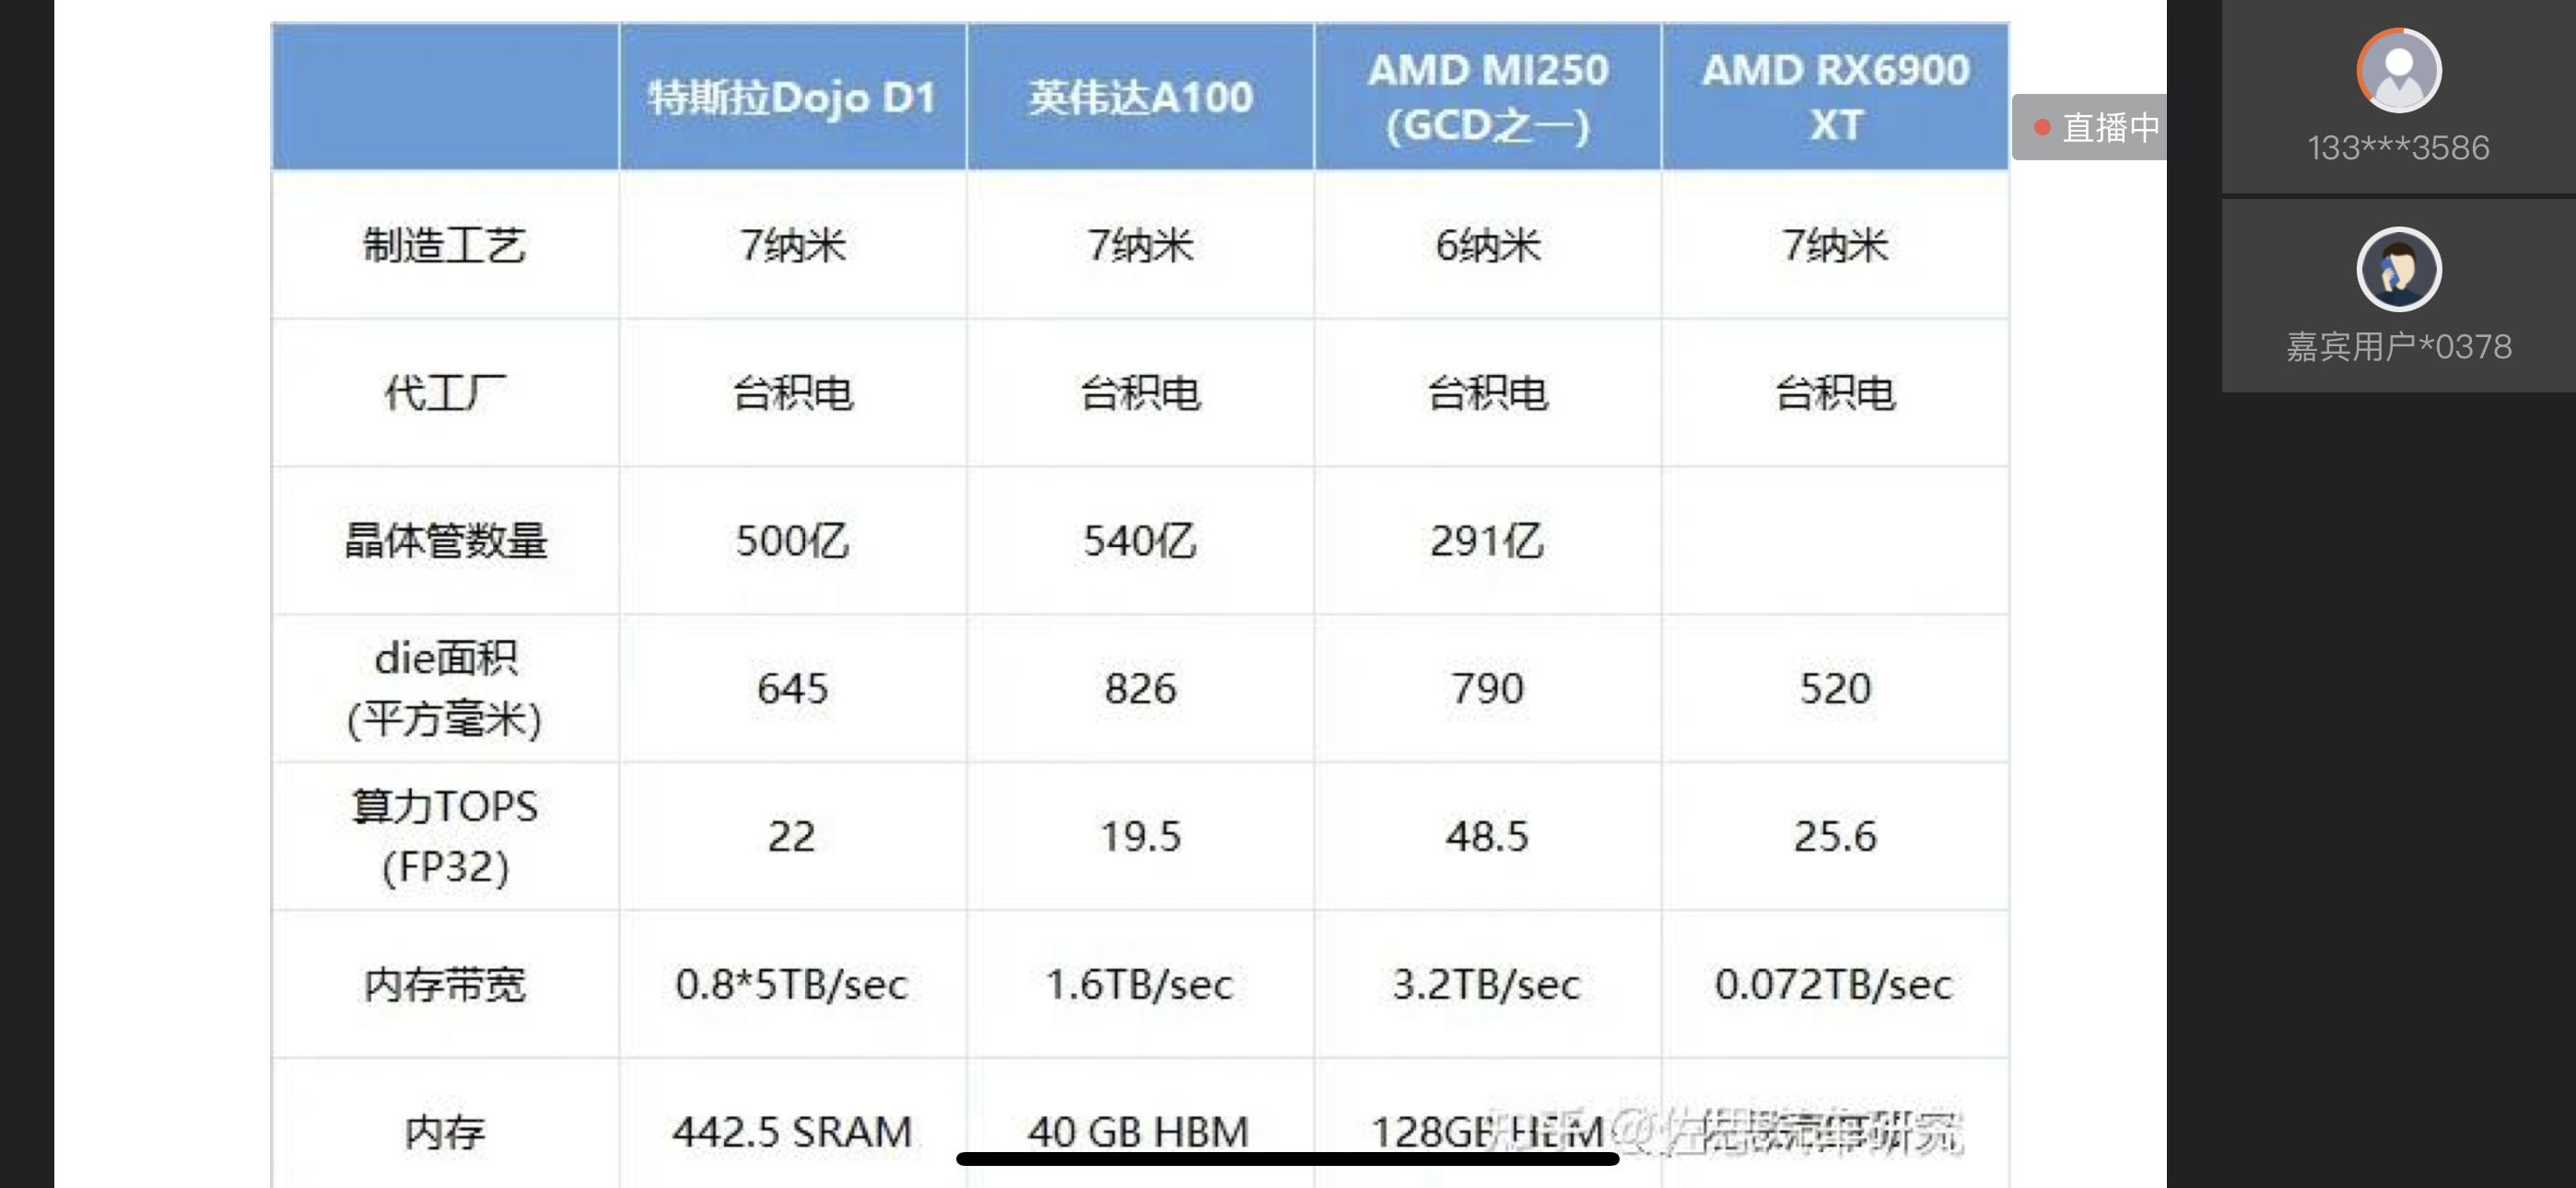 特斯拉Dojo D1
英伟达A100
AMD MI250
(GCD之一)
AMD RX6900
XT
直播中
133***3586
嘉宾用户*0378
制造工艺
7纳米
7纳米
6纳米
7纳米
代工厂
台积电
台积电
台积电
台积电
晶体管数量
500亿
540亿
291亿
die面积
(平方毫米)
645
826
790
520
算力TOPS
(FP32)
22
19.5
48.5
25.6
内存带宽
0.8*5TB/sec
1.6TB/sec
3.2TB/sec
0.072TB/sec
内存
442.5 SRAM
40 GB HBM
128GB HBM
知乎 @佐思汽车研究